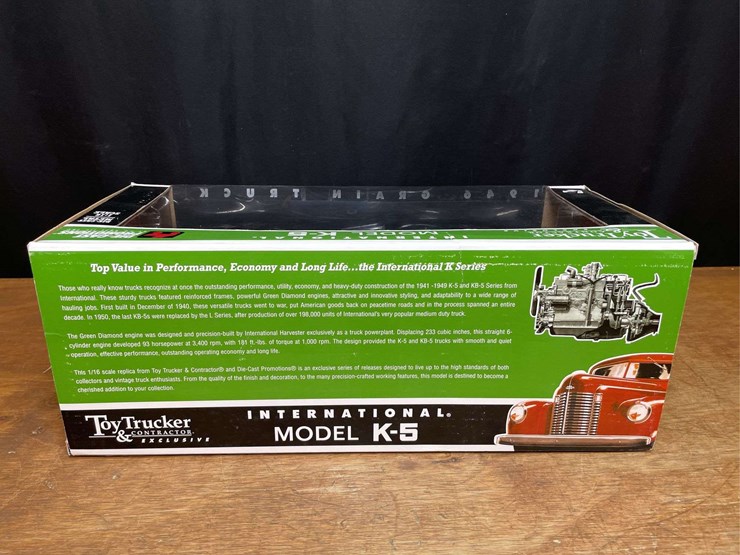 1946 GRAIN TRUCK
INTERNATIONAL.
MODEL K-5
Toy Trucker
Top Value in Performance, Economy and Long Life...the International K Series
Those who really know trucks recognize at once the outstanding performance, utility, economy, and heavy-duty construction of the 1941 -1949 K-5 and KB-5 Series from
International. These sturdy trucks featured reinforced frames, powerful Green Diamond engines, attractive and innovative styling, and adaptability to a wide range of
hauling jobs. First built in December of 1940, these versatile trucks went to war, put American goods back on peacetime roads and in the process spanned an entire
decade. In 1950, the last KB-5s were replaced by the L Series, after production of over 198,000 units of International's very popular medium duty truck.
The Green Diamond engine was designed and precision-built by International Harvester exclusively as a truck powerplant. Displacing 233 cubic inches, this straight 6-
cylinder engine developed 93 horsepower at 3,400 rpm, with 181 ft.-lbs. of torque at 1,000 rpm. The design provided the K-5 and KB-5 trucks with smooth and quiet
operation, effective performance, outstanding operating economy and long life.
This 1/16 scale replica from Toy Trucker & Contractor® and Die-Cast Promotions® is an exclusive series of releases designed to live up to the high standards of both
collectors and vintage truck enthusiasts. From the quality of the finish and decoration, to the many precision-crafted working features, this model is destined to become a
cherished addition to your collection.
Toy Trucker
& CONTRACTOR.
EXCLUSIVE
INTERNATIONAL®
MODEL K-5